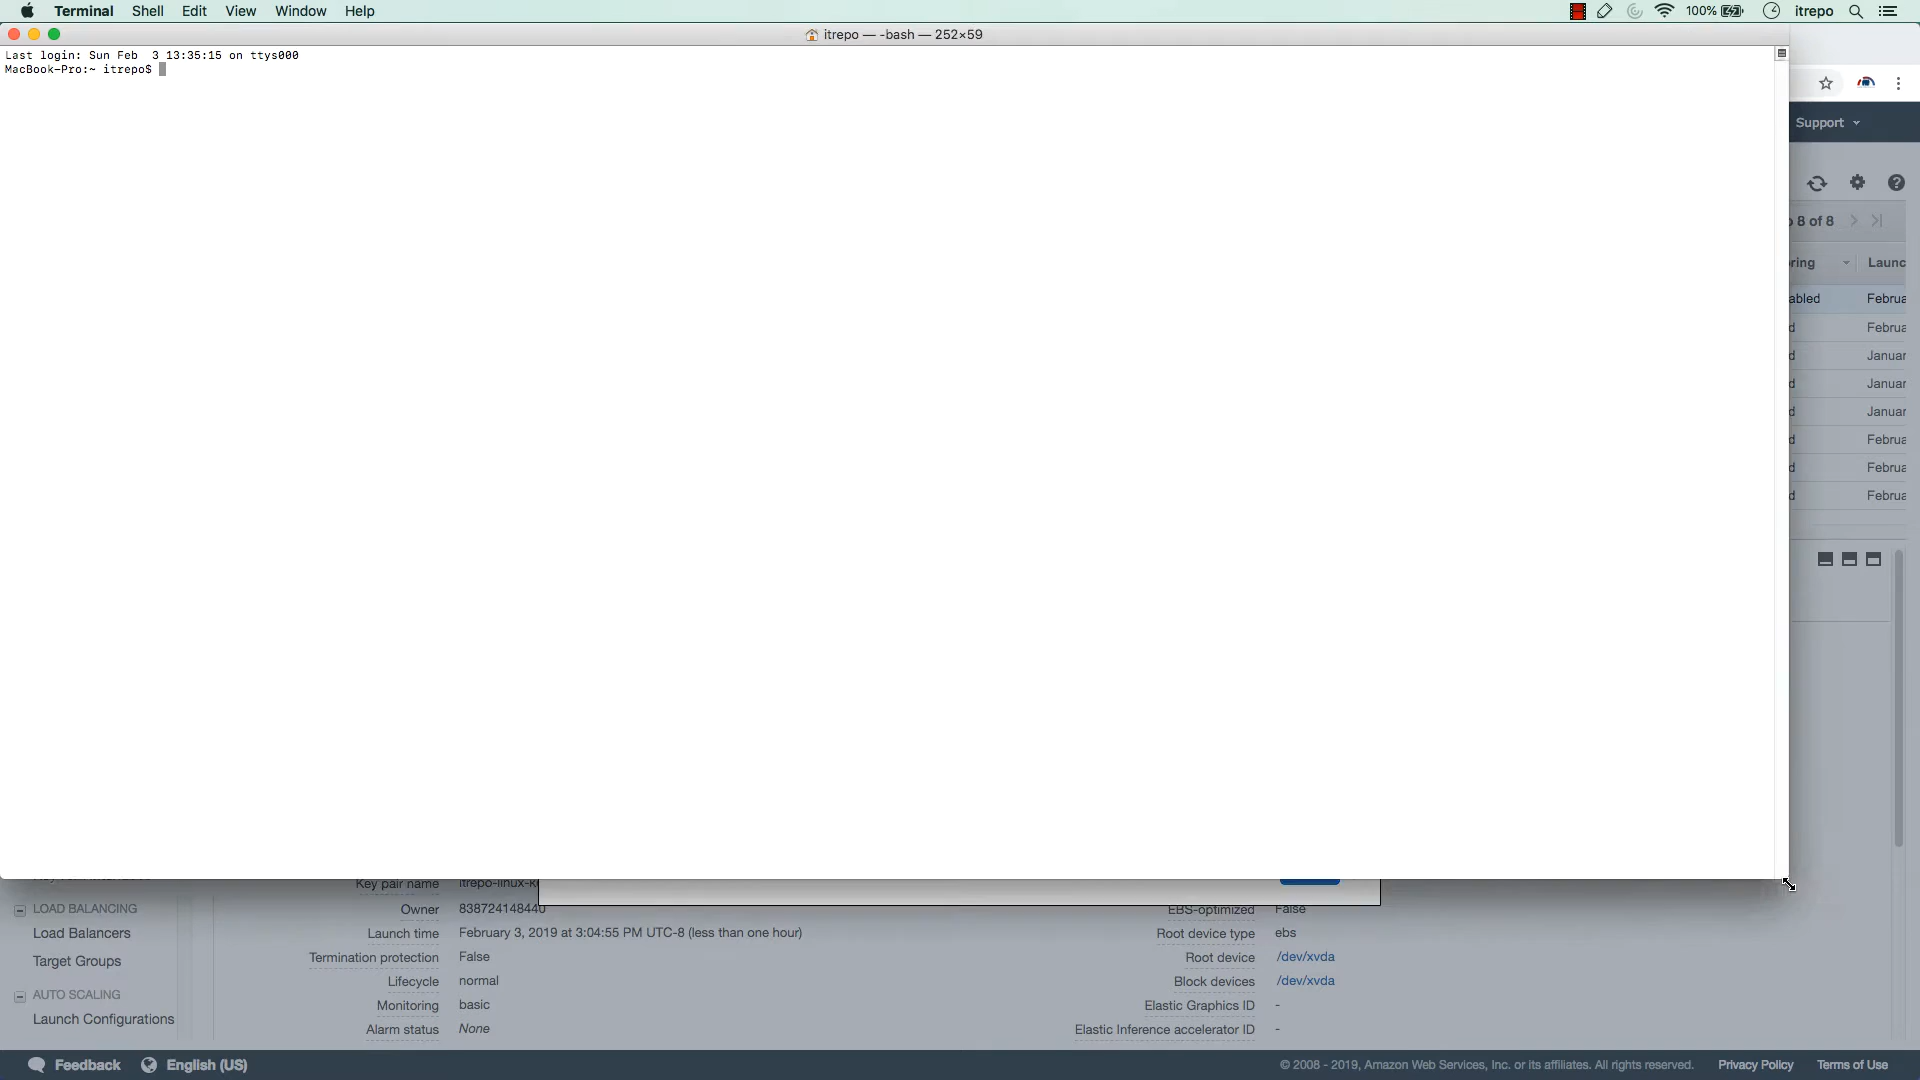 Terminal Shell Edit View Window Help 100% itrepo
itrepo — -bash — 252×59
Last login: Sun Feb  3 13:35:15 on ttys000
MacBook-Pro:~ itrepo$
Support
8 of 8
Launc
abled Februa
d Februa
d Januar
d Januar
d Januar
d Februa
d Februa
d Februa
Key pair name itrepo-linux-k
Owner 838724148440 EBS-optimized False
LOAD BALANCING
Load Balancers
Launch time February 3, 2019 at 3:04:55 PM UTC-8 (less than one hour) Root device type ebs
Target Groups
Termination protection False Root device /dev/xvda
Lifecycle normal Block devices /dev/xvda
AUTO SCALING
Monitoring basic Elastic Graphics ID -
Launch Configurations
Alarm status None Elastic Inference accelerator ID -
Feedback English (US) © 2008 - 2019, Amazon Web Services, Inc. or its affiliates. All rights reserved. Privacy Policy Terms of Use